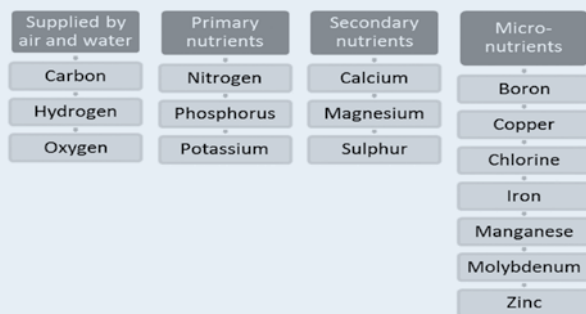 Supplied by
air and water
Carbon
Hydrogen
Oxygen
Primary
nutrients
Nitrogen
Phosphorus
Potassium
Secondary
nutrients
Calcium
Magnesium
Sulphur
Micro-
nutrients
Boron
Copper
Chlorine
Iron
Manganese
Molybdenum
Zinc